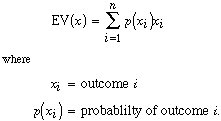 EV(x) = ∑_{i=1}^{n} p(x_i)x_i
where
x_i = outcome i
p(x_i) = probablilty of outcome i.